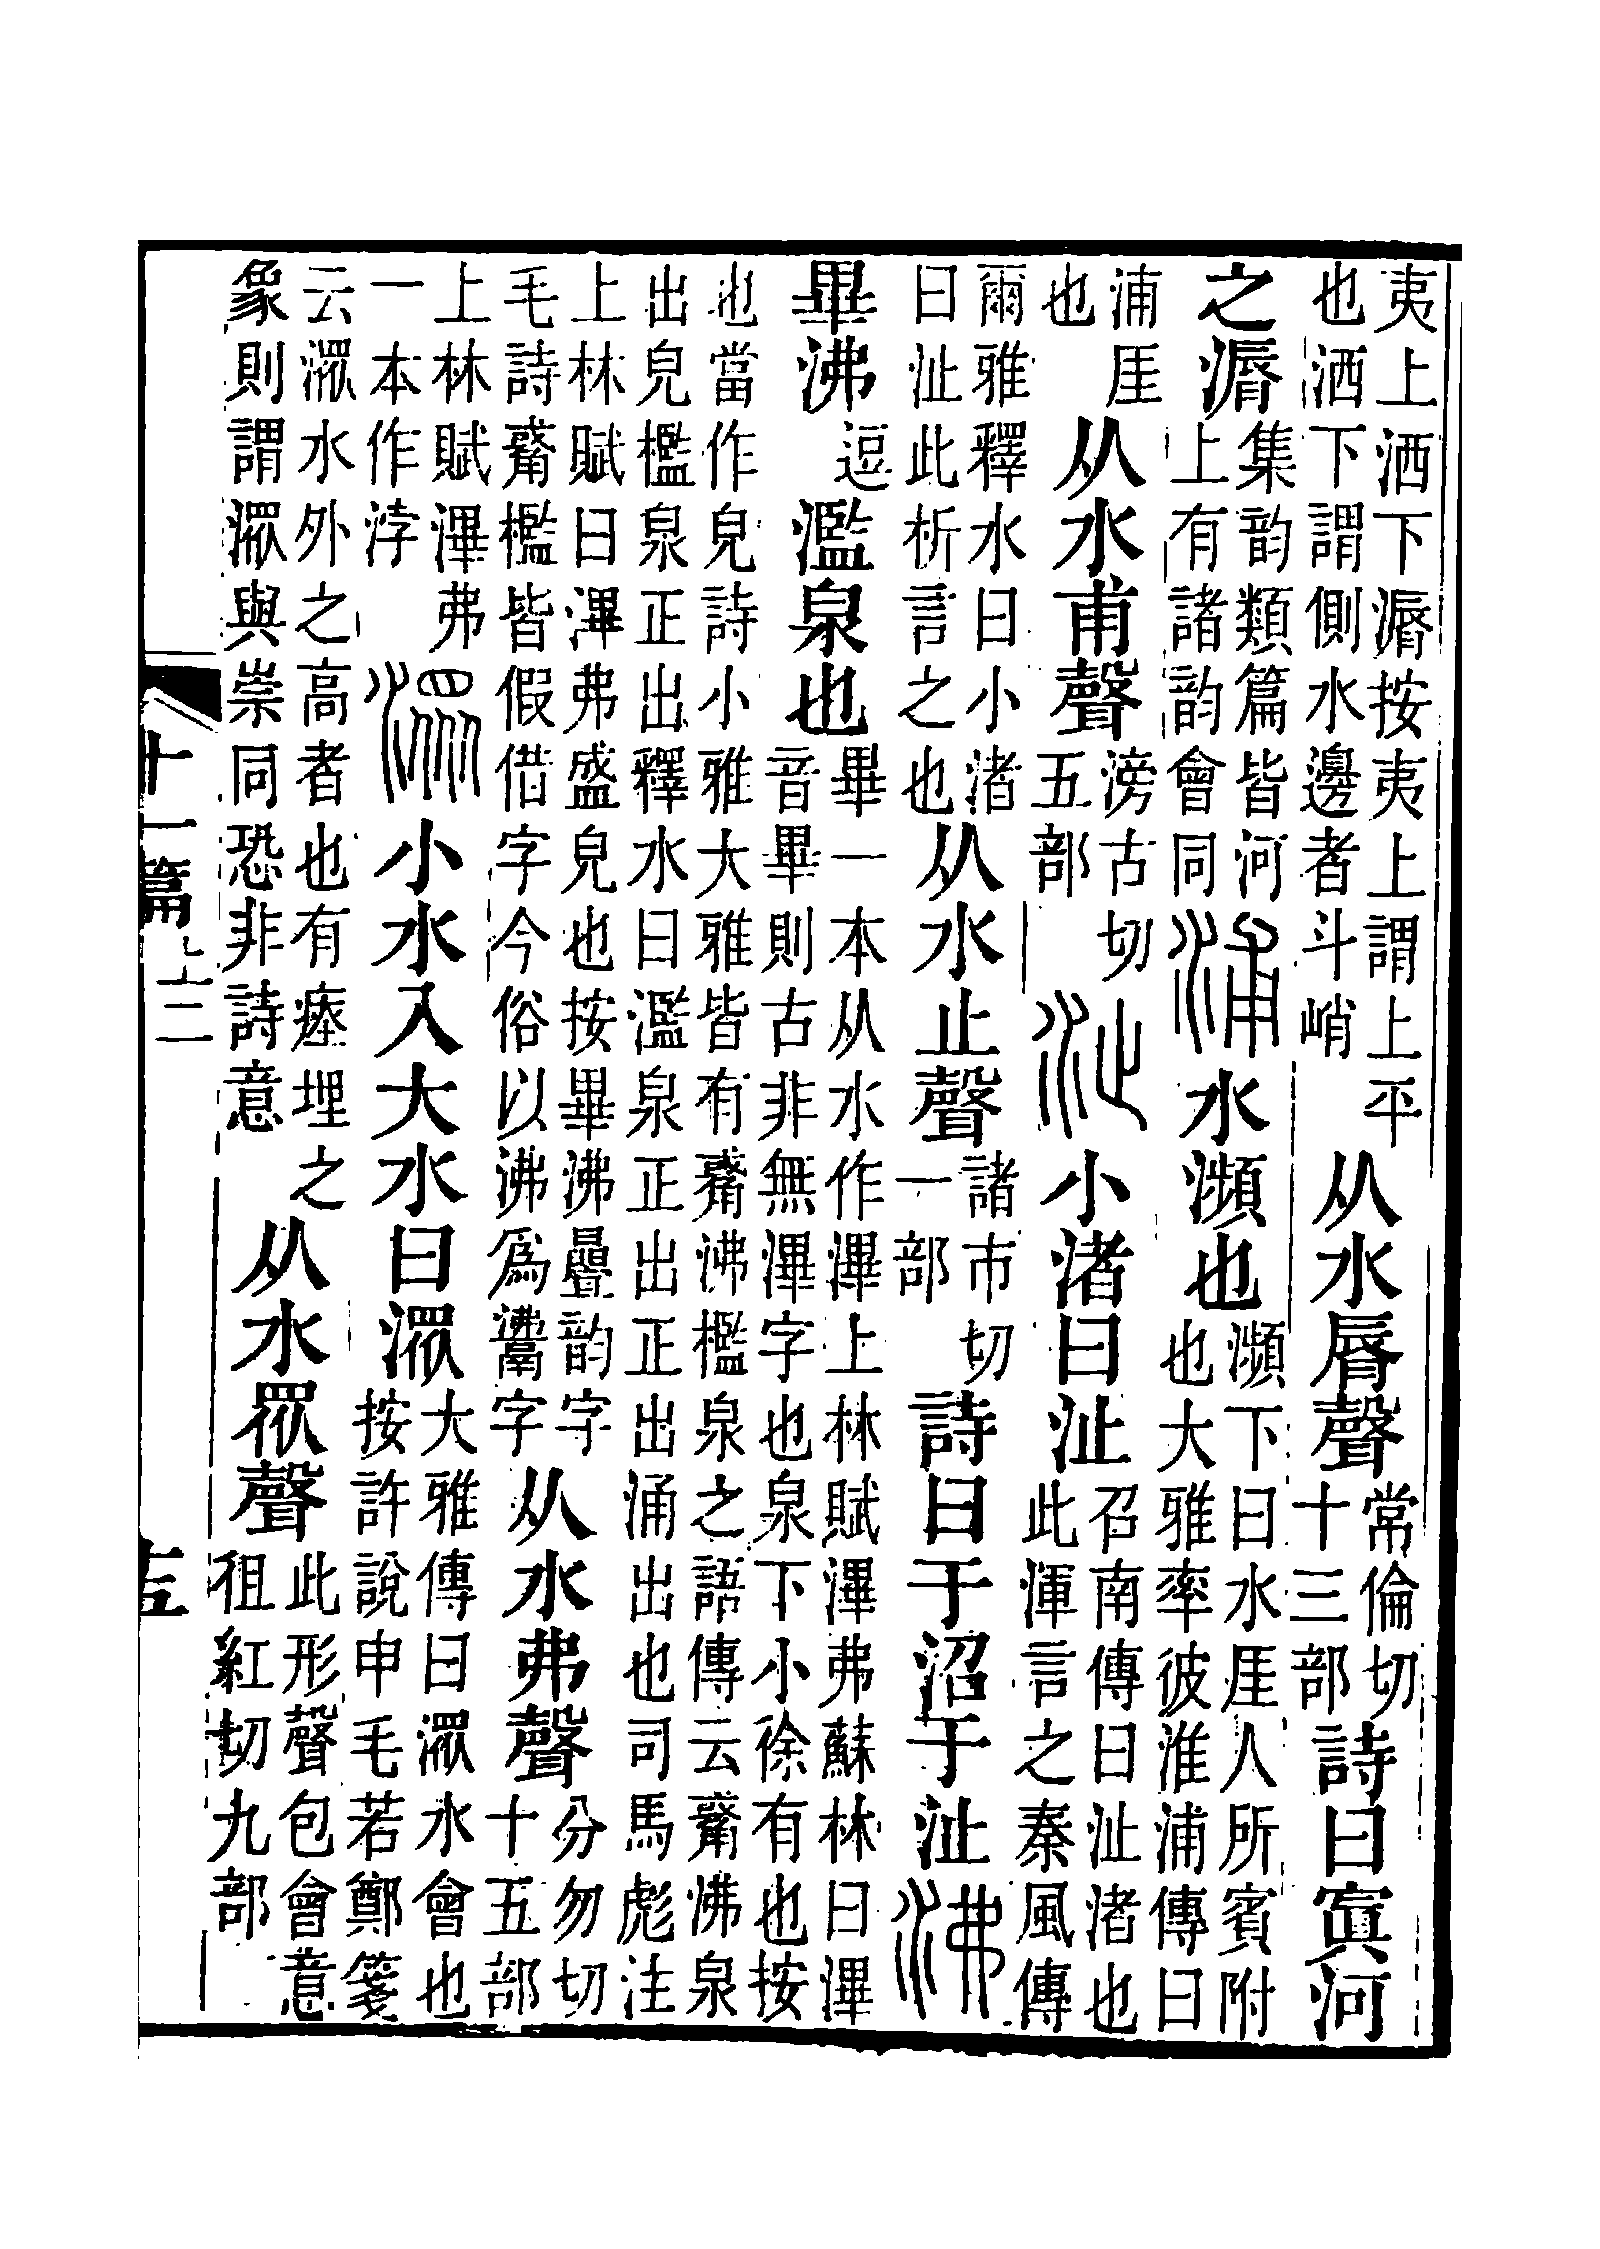 夷上洒下漘按夷上謂上平也洒下謂側水邊者斗峭从水脣聲常倫切十三部詩曰寘河
之漘集韵類篇皆河上有諸韵會同浦水瀕也瀕下曰水厓人所賓附也大雅率彼淮浦傳曰
浦厓也从水甫聲滂古切五部沚小渚曰沚召南傳曰沚渚也此渾言之秦風傳
爾雅釋水曰小渚曰沚此析言之也从水止聲諸市切一部詩曰于沼于沚沸
畢沸逗濫泉也畢一本从水作滭上林賦滭弗蘇林曰滭音畢則古非無滭字也泉下小徐有也按
也當作皃詩小雅大雅皆有觱沸檻泉之語傳云觱沸泉出皃檻泉正出釋水曰濫泉正出正出涌出也司馬彪注
上林賦曰滭弗盛皃也按畢沸疊韵字毛詩觱檻皆假借字今俗以沸爲𩰲字从水弗聲分勿切十五部
上林賦滭弗一本作浡潀小水入大水曰潀大雅傳曰潀水會也按許說申毛若鄭箋
云潀水外之高者也有瘞埋之象則謂潀與崇同恐非詩意从水眾聲此形聲包會意徂紅切九部
十一篇上二